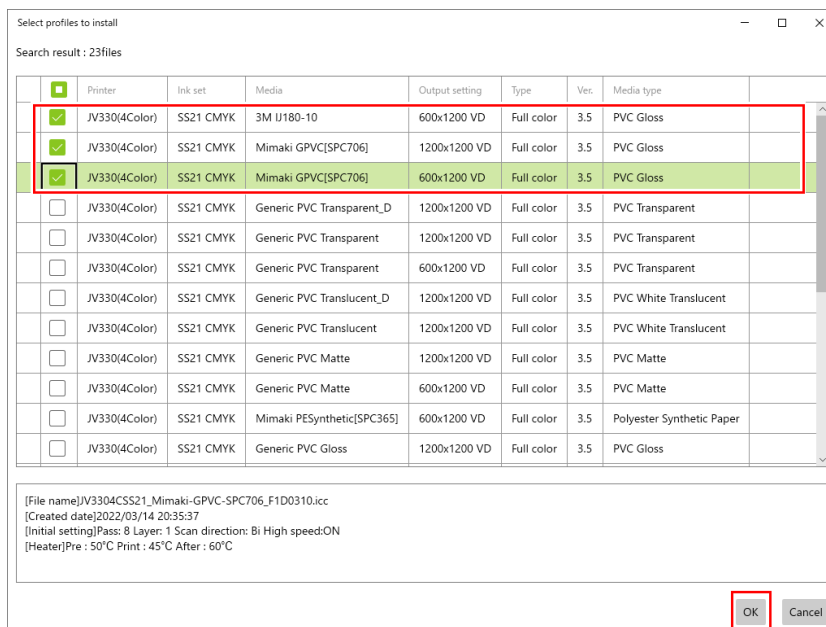 Select profiles to install
Search result : 23files
Printer Ink set Media Output setting Type Ver. Media type
JV330(4Color) SS21 CMYK 3M IJ180-10 600x1200 VD Full color 3.5 PVC Gloss
JV330(4Color) SS21 CMYK Mimaki GPVC[SPC706] 1200x1200 VD Full color 3.5 PVC Gloss
JV330(4Color) SS21 CMYK Mimaki GPVC[SPC706] 600x1200 VD Full color 3.5 PVC Gloss
JV330(4Color) SS21 CMYK Generic PVC Transparent_D 1200x1200 VD Full color 3.5 PVC Transparent
JV330(4Color) SS21 CMYK Generic PVC Transparent 1200x1200 VD Full color 3.5 PVC Transparent
JV330(4Color) SS21 CMYK Generic PVC Transparent 600x1200 VD Full color 3.5 PVC Transparent
JV330(4Color) SS21 CMYK Generic PVC Translucent_D 1200x1200 VD Full color 3.5 PVC White Translucent
JV330(4Color) SS21 CMYK Generic PVC Translucent 1200x1200 VD Full color 3.5 PVC White Translucent
JV330(4Color) SS21 CMYK Generic PVC Matte 1200x1200 VD Full color 3.5 PVC Matte
JV330(4Color) SS21 CMYK Generic PVC Matte 600x1200 VD Full color 3.5 PVC Matte
JV330(4Color) SS21 CMYK Mimaki PESynthetic[SPC365] 600x1200 VD Full color 3.5 Polyester Synthetic Paper
JV330(4Color) SS21 CMYK Generic PVC Gloss 1200x1200 VD Full color 3.5 PVC Gloss
[File name]JV3304CSS21_Mimaki-GPVC-SPC706_F1D0310.icc
[Created date]2022/03/14 20:35:37
[Initial setting]Pass: 8 Layer: 1 Scan direction: Bi High speed:ON
[Heater]Pre : 50°C Print : 45°C After : 60°C
OK Cancel